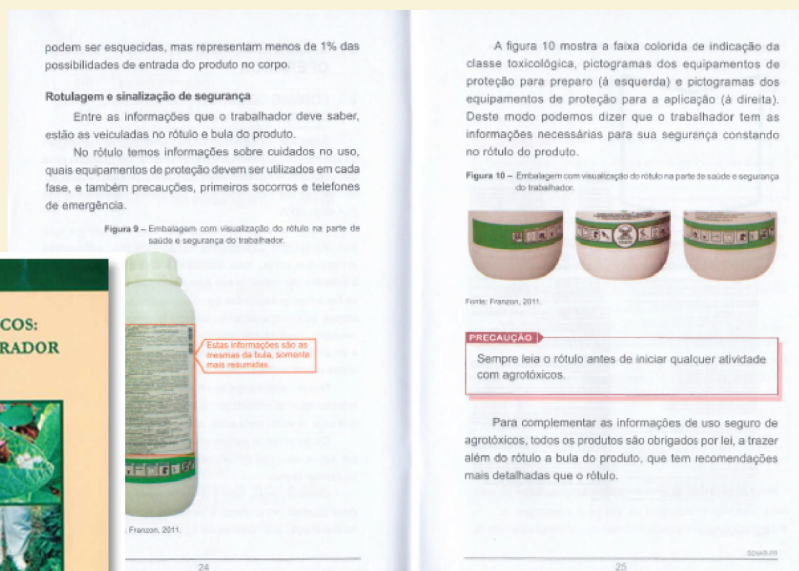 podem ser esquecidas, mas representam menos de 1% das
possibilidades de entrada do produto no corpo.
Rotulagem e sinalização de segurança
Entre as informações que o trabalhador deve saber,
estão as veiculadas no rótulo e bula do produto.
No rótulo temos informações sobre cuidados no uso,
quais equipamentos de proteção devem ser utilizados em cada
fase, e também precauções, primeiros socorros e telefones
de emergência.
Figura 9 – Embalagem com visualização do rótulo na parte de
saúde e segurança do trabalhador.
Estas informações são as
mesmas da bula, somente
mais resumidas.
: Franzon, 2011.
24
COS:
RADOR
A figura 10 mostra a faixa colorida de indicação da
classe toxicológica, pictogramas dos equipamentos de
proteção para preparo (á esquerda) e pictogramas dos
equipamentos de proteção para a aplicação (á direita).
Deste modo podemos dizer que o trabalhador tem as
informações necessárias para sua segurança constando
no rótulo do produto.
Figura 10 – Embalagem com visualização do rótulo na parte de saúde e segurança
do trabalhador.
Fonte: Franzon, 2011.
PRECAUÇÃO
Sempre leia o rótulo antes de iniciar qualquer atividade
com agrotóxicos.
Para complementar as informações de uso seguro de
agrotóxicos, todos os produtos são obrigados por lei, a trazer
além do rótulo a bula do produto, que tem recomendações
mais detalhadas que o rótulo.
SENAR-PR
25